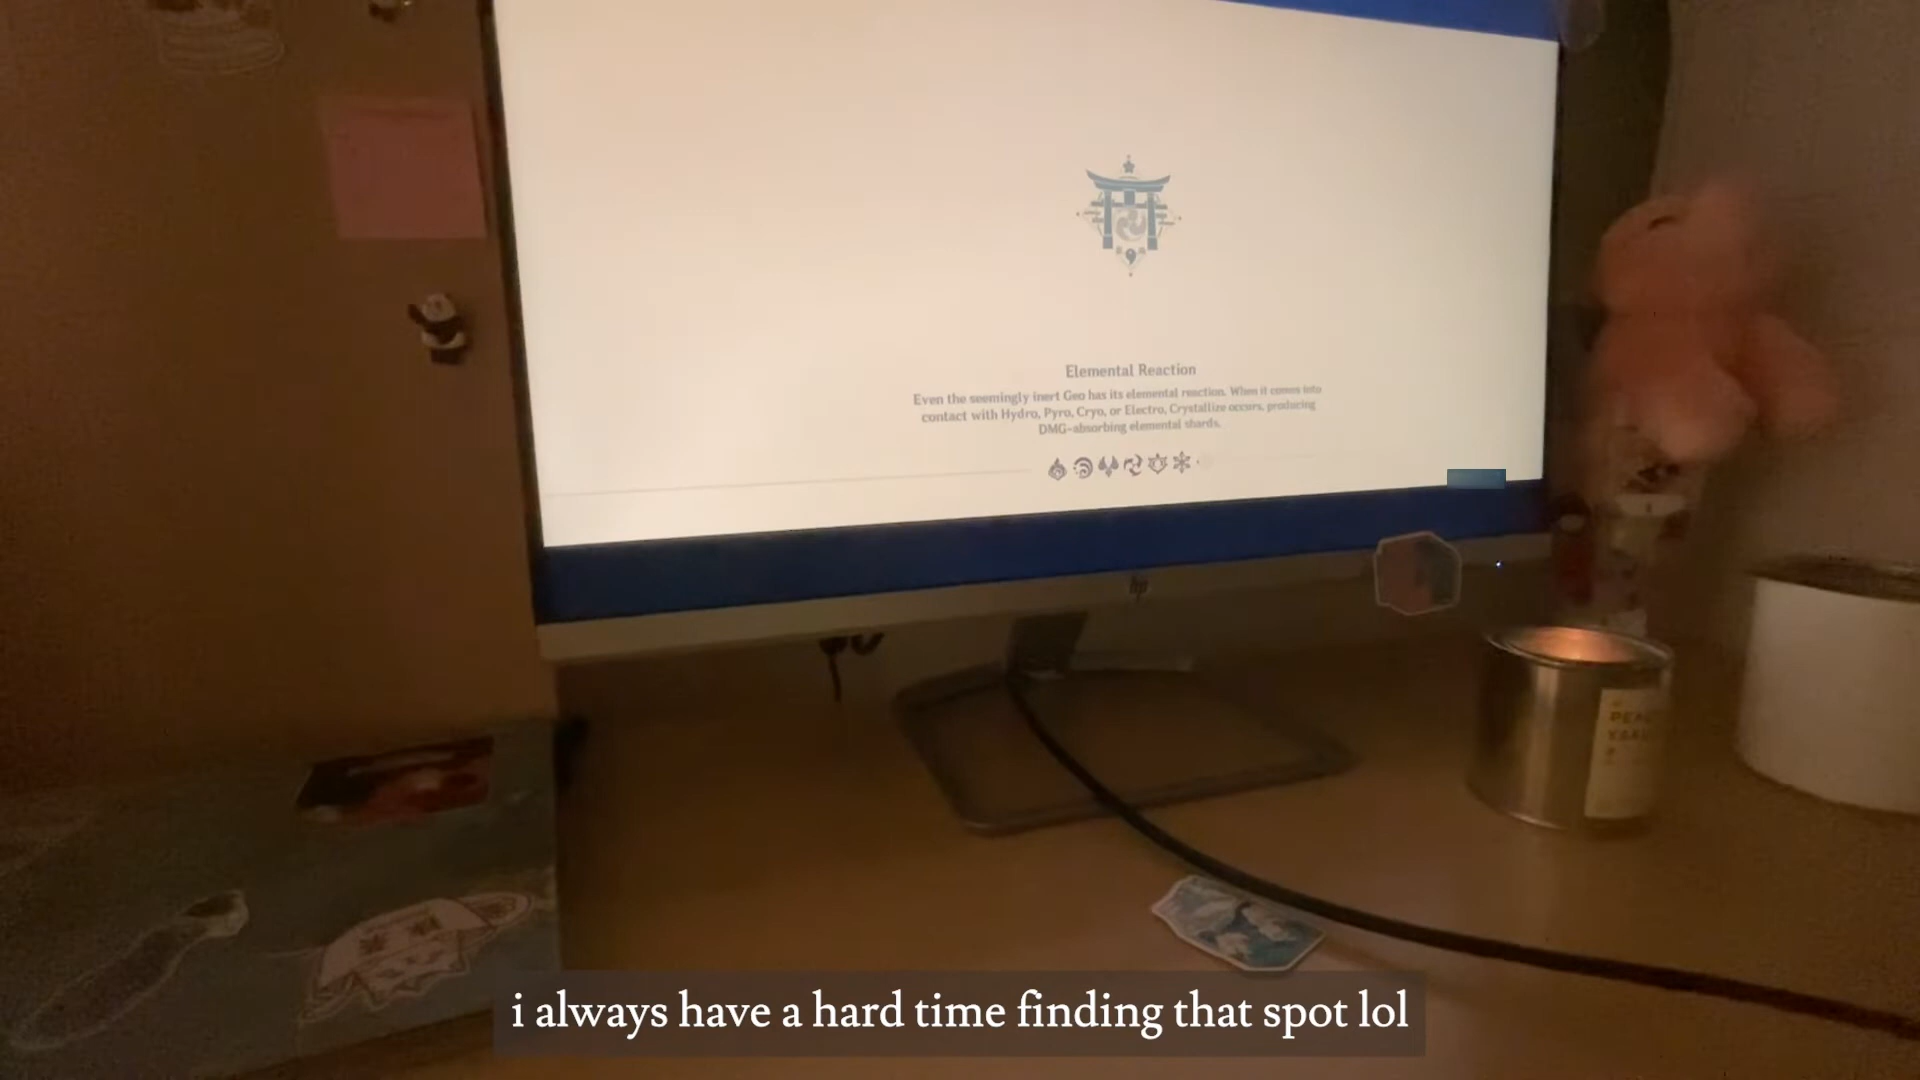 Elemental Reaction
Even the seemingly inert Geo has its elemental reaction. When it comes into
contact with Hydro, Pyro, Cryo, or Electro, Crystallize occurs, producing
DMG-absorbing elemental shards.
hp
i always have a hard time finding that spot lol